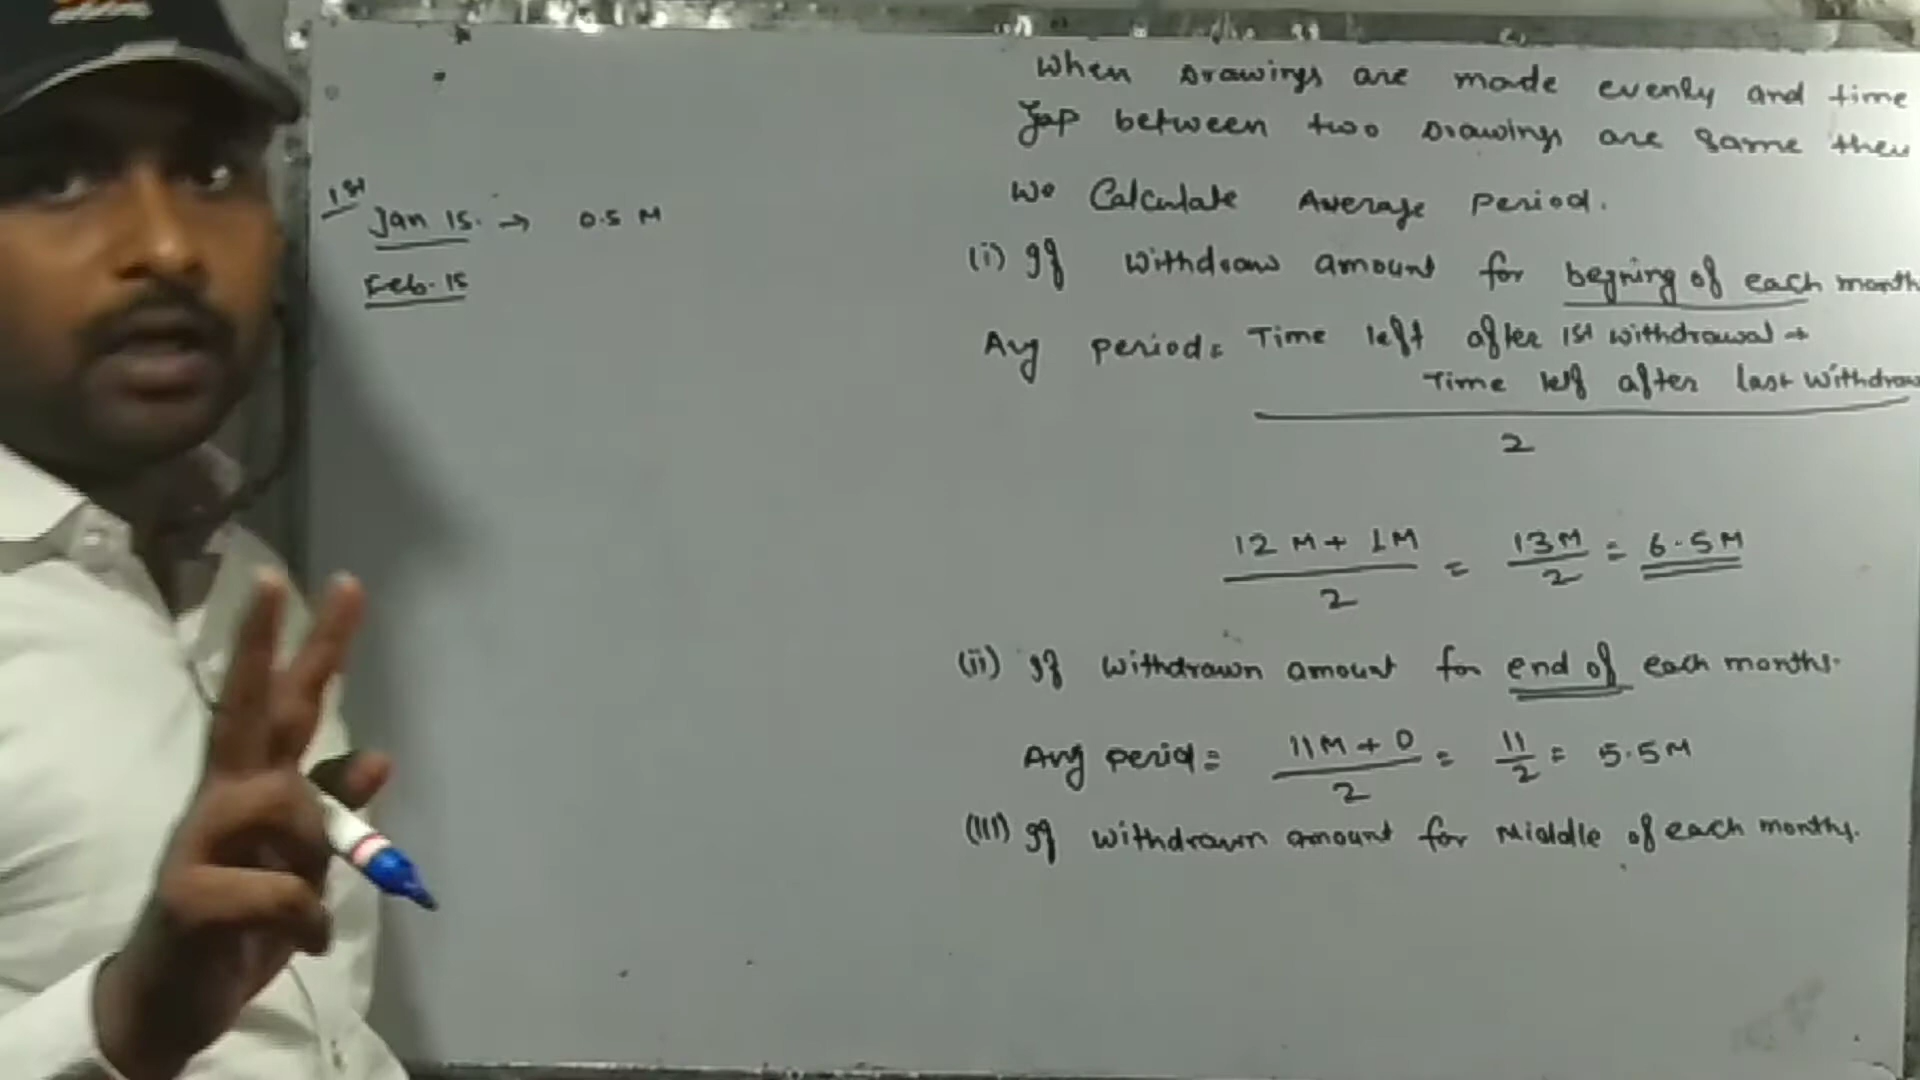 When Drawings are made evenly and time
Gap between two Drawings are same then
we Calculate Average period.
(i) If withdraw amount for begning of each month
Avg period = Time left after 1st withdrawal +
Time left after last withdraw
2
12 M + 1M / 2 = 13M / 2 = 6.5M
(ii) If withdrawn amount for end of each months.
Avg period = 11M + 0 / 2 = 11 / 2 = 5.5M
(iii) If withdrawn amount for Middle of each months.
1st
Jan 15. → 0.5 M
Feb. 15